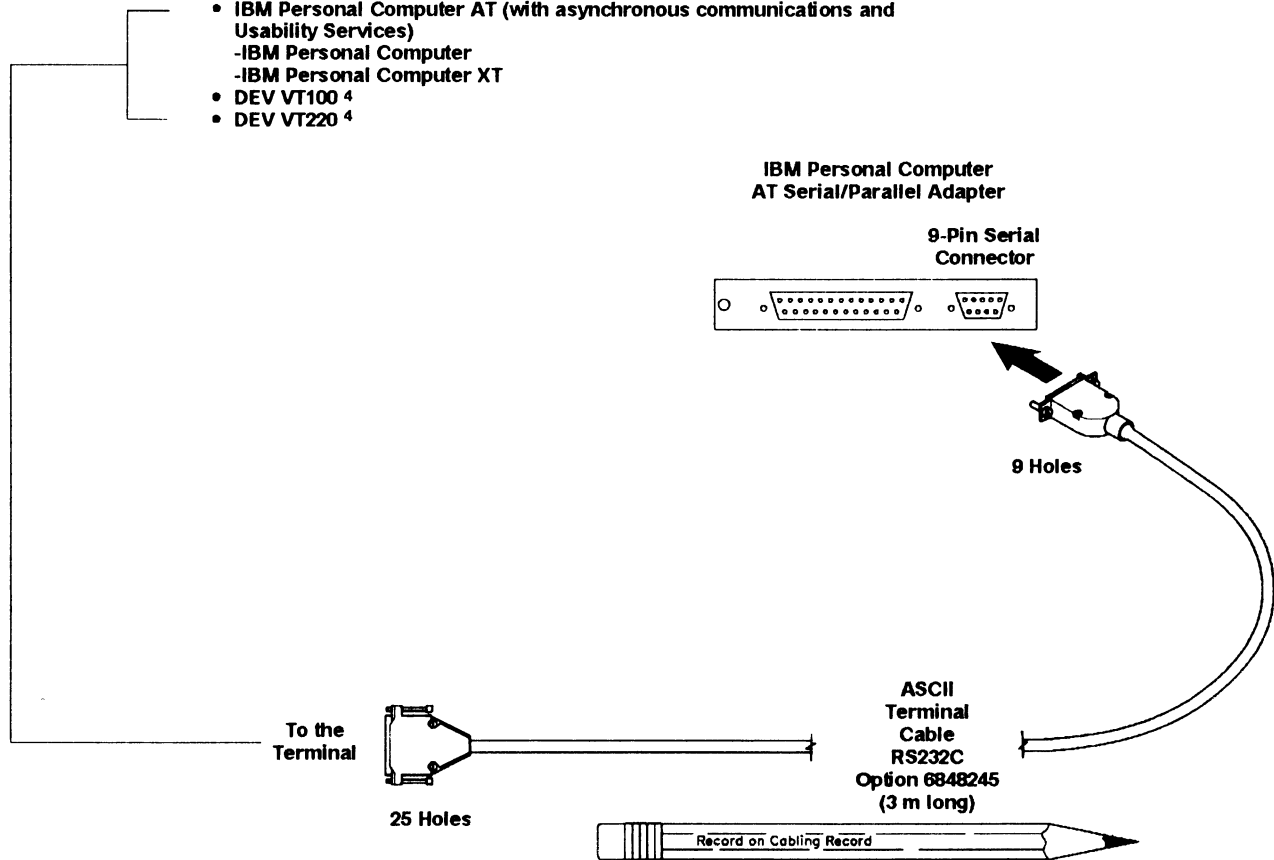 • IBM Personal Computer AT (with asynchronous communications and
Usability Services)
-IBM Personal Computer
-IBM Personal Computer XT
• DEV VT100 4
• DEV VT220 4
IBM Personal Computer
AT Serial/Parallel Adapter
9-Pin Serial
Connector
9 Holes
To the
Terminal
25 Holes
ASCII
Terminal
Cable
RS232C
Option 6848245
(3 m long)
Record on Cabling Record